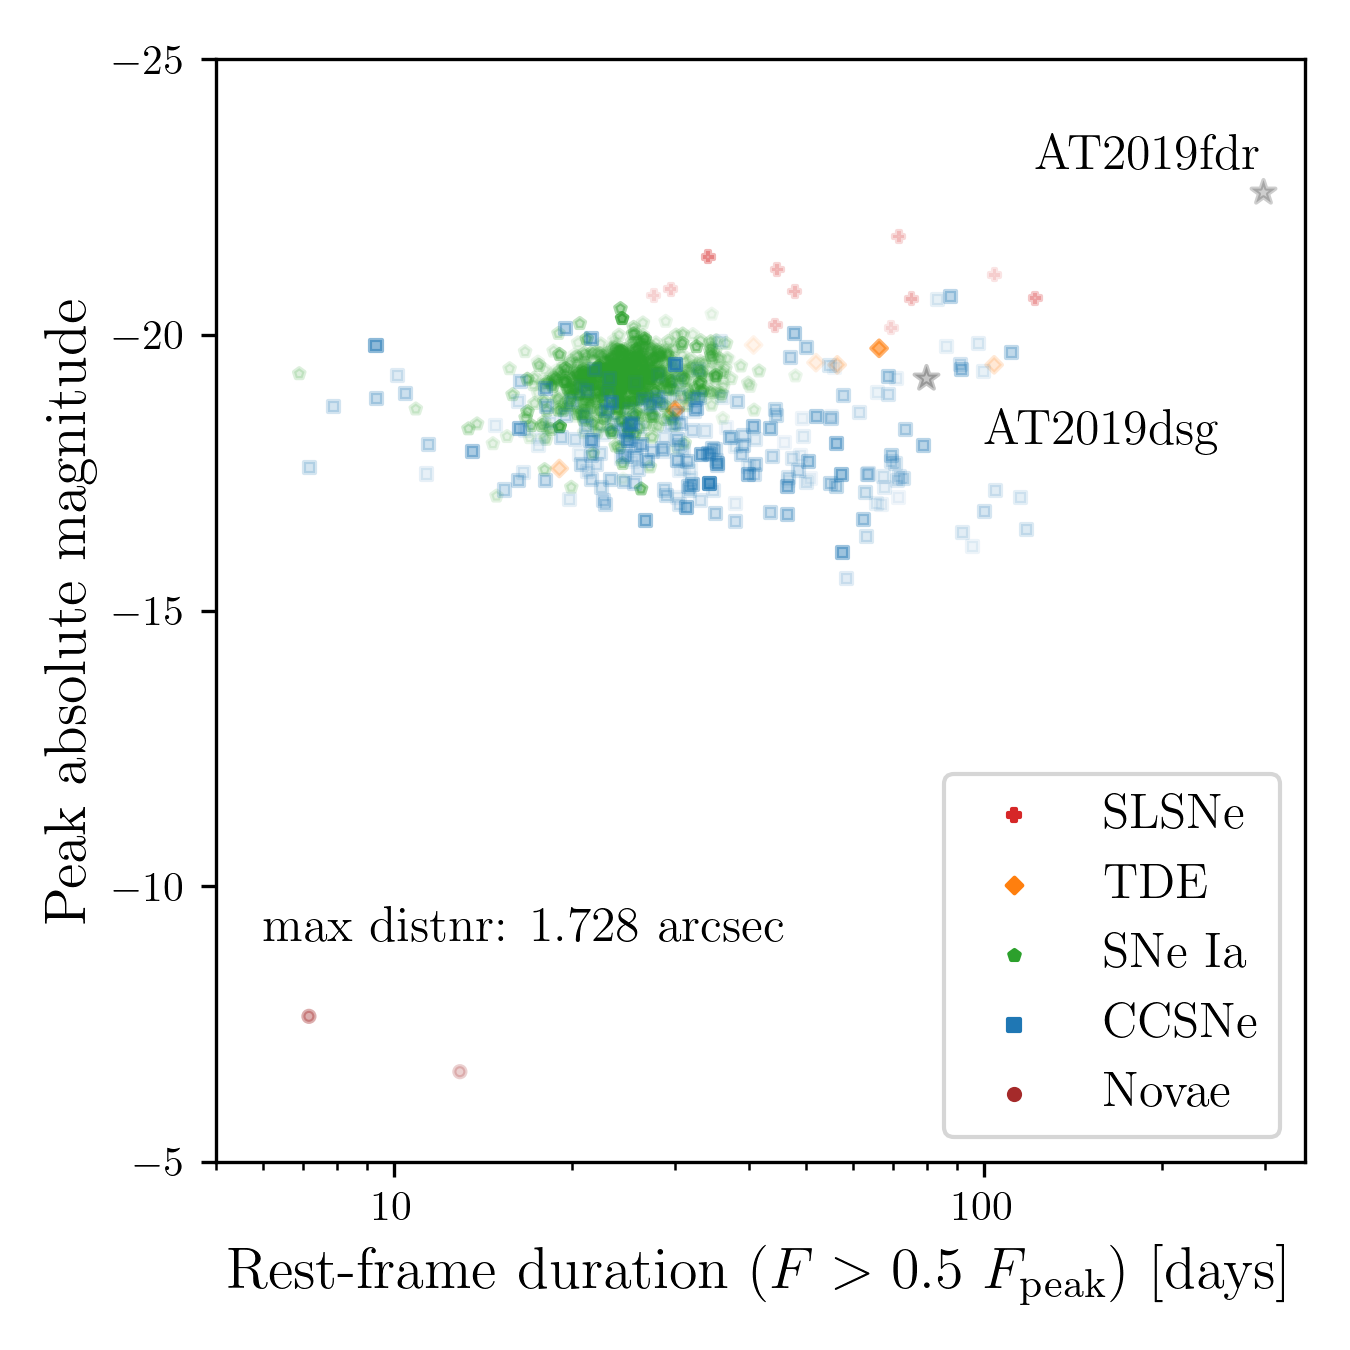 −25
AT2019fdr
−20
AT2019dsg
−15
−10
−5
Peak absolute magnitude
max distnr: 1.728 arcsec
SLSNe
TDE
SNe Ia
CCSNe
Novae
10
100
Rest-frame duration (F > 0.5 F_peak) [days]